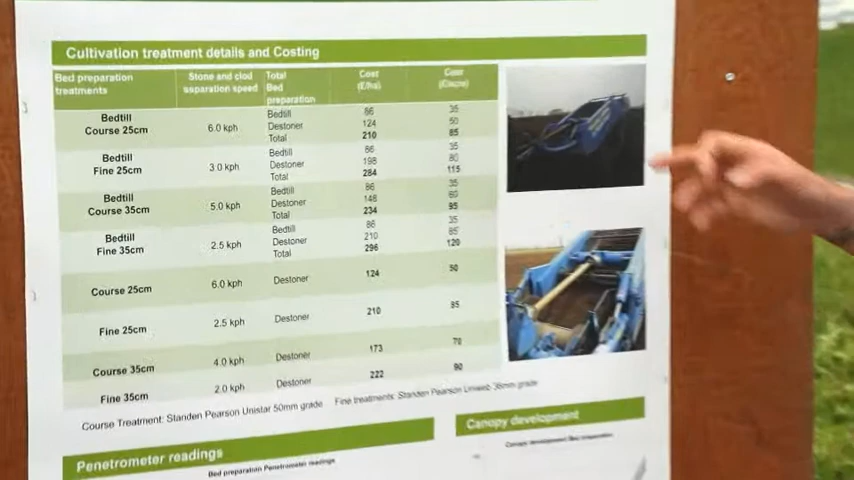 Cultivation treatment details and Costing
Bed preparation treatments Stone and clod separation speed Total Bed preparation Cost (£/ha) Cost (£/acre)
Bedtill Course 25cm 6.0 kph Bedtill 86 35
Destoner 124 50
Total 210 85
Bedtill Fine 25cm 3.0 kph Bedtill 86 35
Destoner 198 80
Total 284 115
Bedtill Course 35cm 5.0 kph Bedtill 86 35
Destoner 148 60
Total 234 95
Bedtill Fine 35cm 2.5 kph Bedtill 86 35
Destoner 210 85
Total 296 120
Course 25cm 6.0 kph Destoner 124 50
Fine 25cm 2.5 kph Destoner 210 85
Course 35cm 4.0 kph Destoner 173 70
Fine 35cm 2.0 kph Destoner 222 90
Course Treatment: Standen Pearson Unistar 50mm grade Fine treatments: Standen Pearson Uniweb 35mm grade
Penetrometer readings
Bed preparation Penetrometer readings
Canopy development
Canopy development Bed preparation